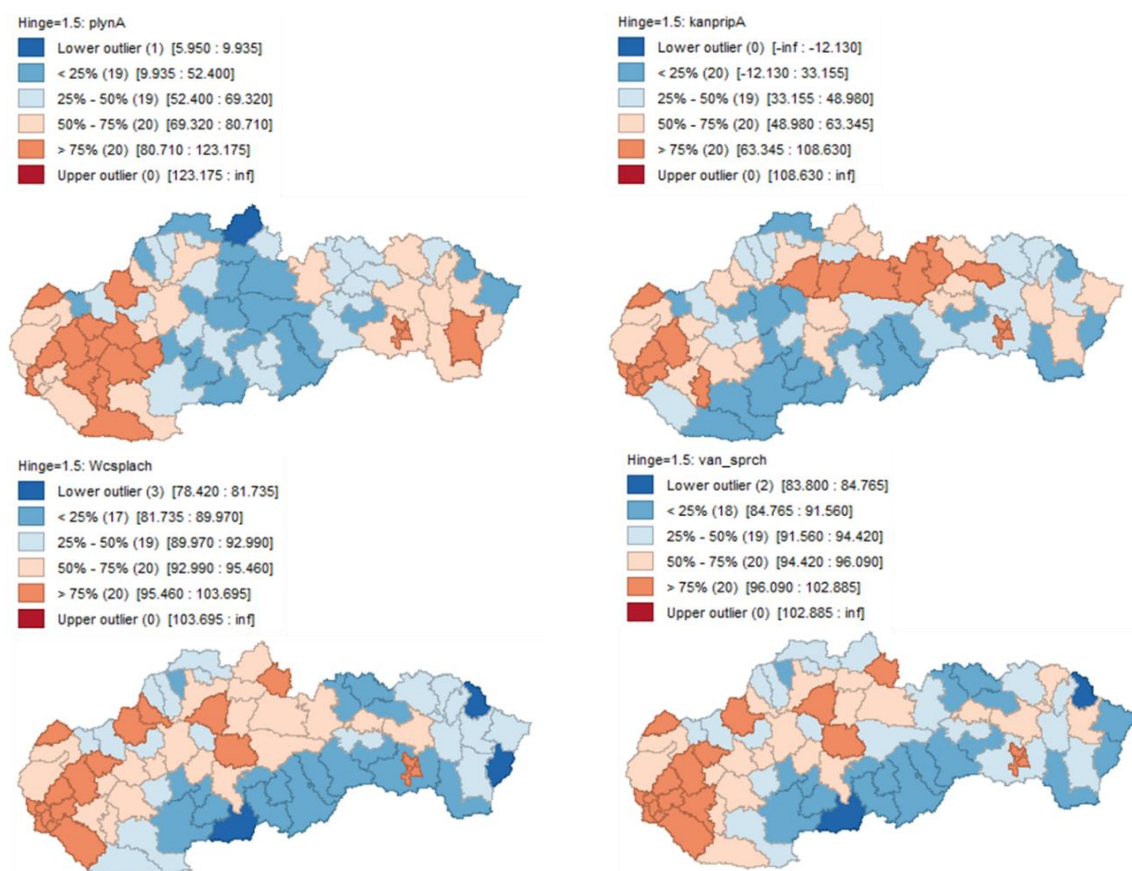 Hinge=1.5: plynA
Lower outlier (1) [5.950 : 9.935]
< 25% (19) [9.935 : 52.400]
25% - 50% (19) [52.400 : 69.320]
50% - 75% (20) [69.320 : 80.710]
> 75% (20) [80.710 : 123.175]
Upper outlier (0) [123.175 : inf]
Hinge=1.5: kanpripA
Lower outlier (0) [-inf : -12.130]
< 25% (20) [-12.130 : 33.155]
25% - 50% (19) [33.155 : 48.980]
50% - 75% (20) [48.980 : 63.345]
> 75% (20) [63.345 : 108.630]
Upper outlier (0) [108.630 : inf]
Hinge=1.5: Wcsplach
Lower outlier (3) [78.420 : 81.735]
< 25% (17) [81.735 : 89.970]
25% - 50% (19) [89.970 : 92.990]
50% - 75% (20) [92.990 : 95.460]
> 75% (20) [95.460 : 103.695]
Upper outlier (0) [103.695 : inf]
Hinge=1.5: van_sprch
Lower outlier (2) [83.800 : 84.765]
< 25% (18) [84.765 : 91.560]
25% - 50% (19) [91.560 : 94.420]
50% - 75% (20) [94.420 : 96.090]
> 75% (20) [96.090 : 102.885]
Upper outlier (0) [102.885 : inf]